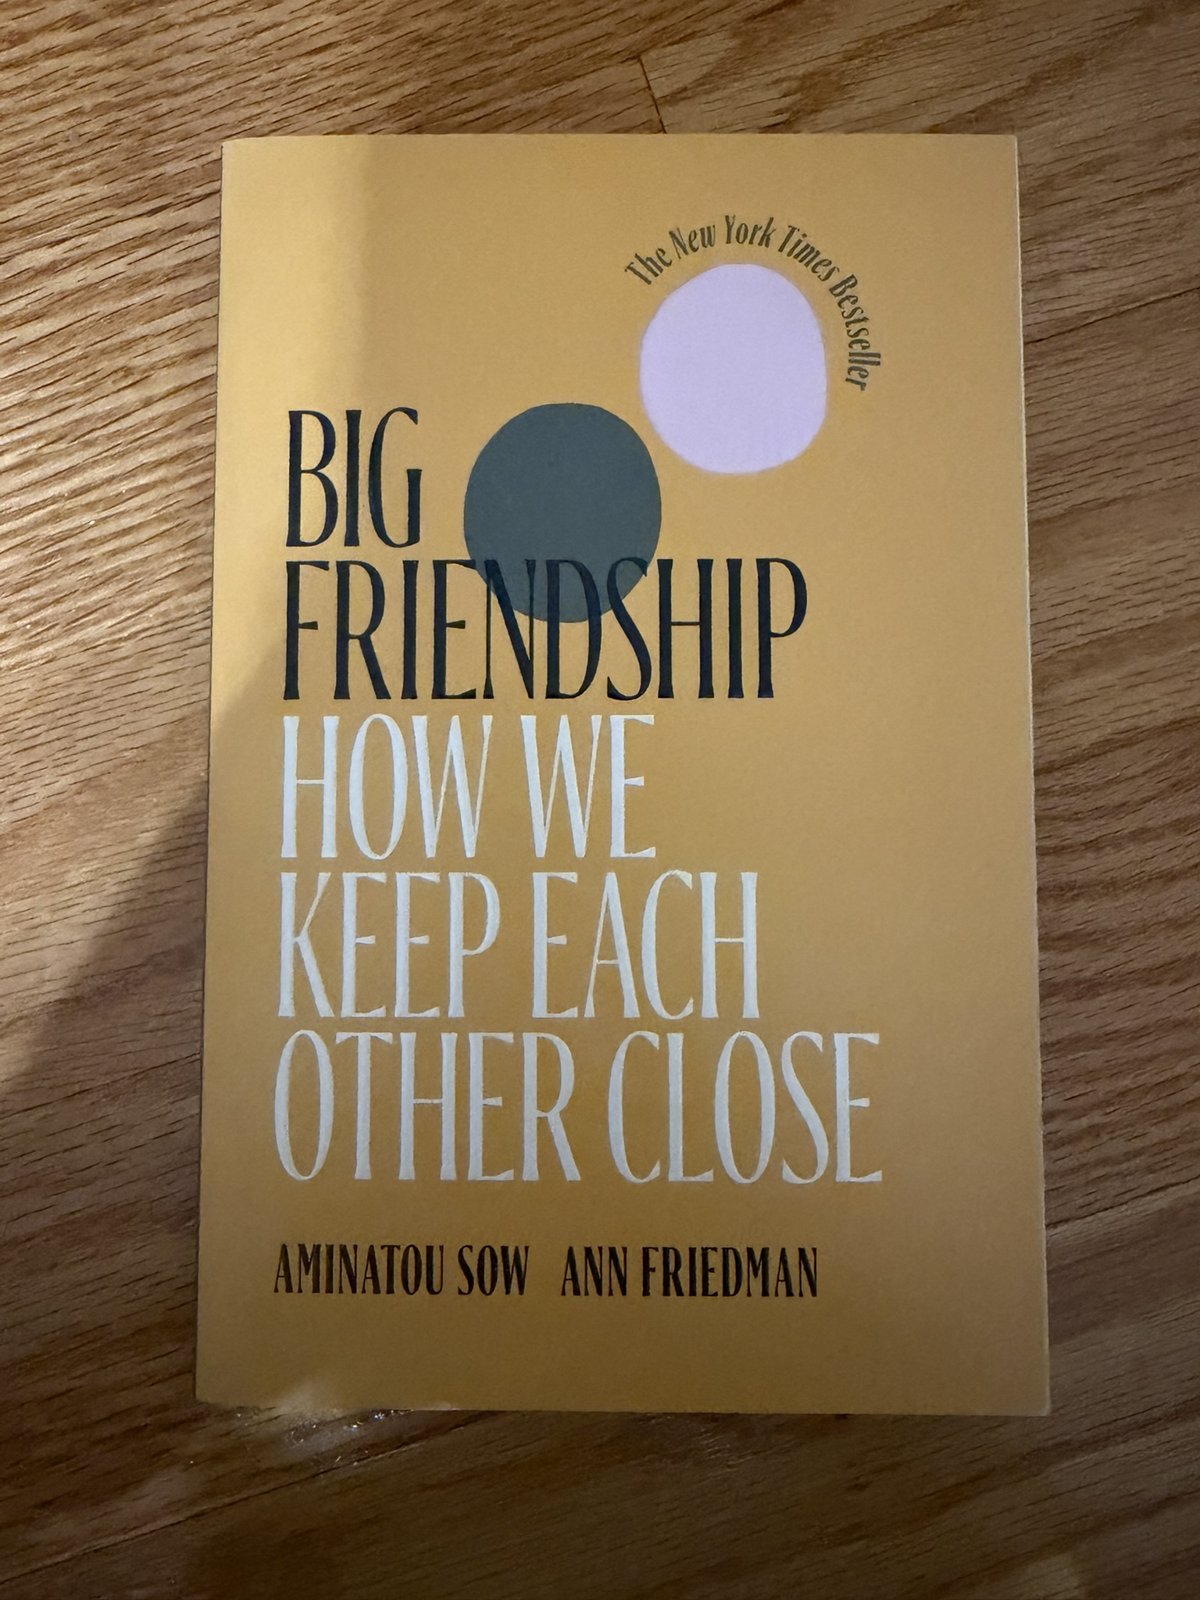 The New York Times Bestseller
BIG
FRIENDSHIP
HOW WE
KEEP EACH
OTHER CLOSE
AMINATOU SOW ANN FRIEDMAN